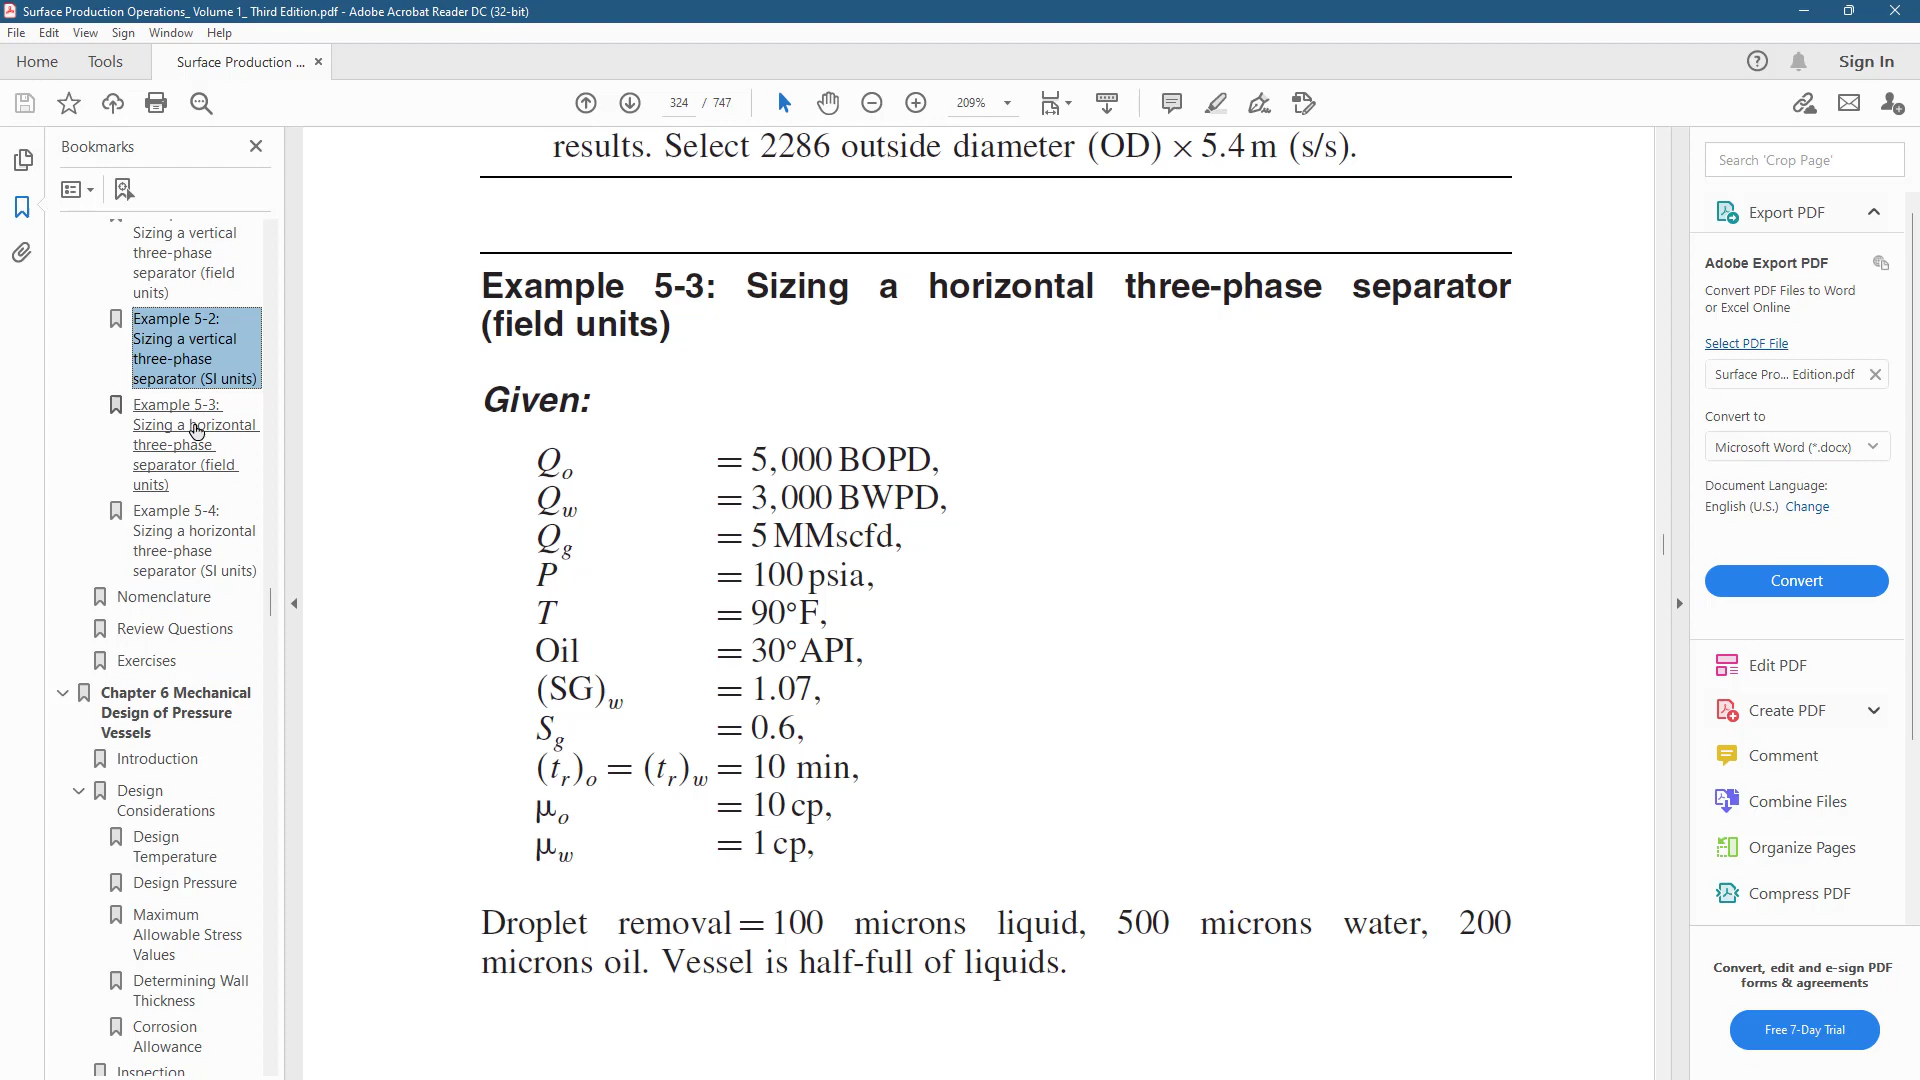 Surface Production Operations_ Volume 1_ Third Edition.pdf - Adobe Acrobat Reader DC (32-bit)
File Edit View Sign Window Help
Home Tools Surface Production ... × Sign In
324 / 747 209%
Bookmarks
Sizing a vertical
three-phase
separator (field
units)
Example 5-2:
Sizing a vertical
three-phase
separator (SI units)
Example 5-3:
Sizing a horizontal
three-phase
separator (field
units)
Example 5-4:
Sizing a horizontal
three-phase
separator (SI units)
Nomenclature
Review Questions
Exercises
Chapter 6 Mechanical
Design of Pressure
Vessels
Introduction
Design
Considerations
Design
Temperature
Design Pressure
Maximum
Allowable Stress
Values
Determining Wall
Thickness
Corrosion
Allowance
Inspection
results. Select 2286 outside diameter (OD) × 5.4 m (s/s).
Example 5-3: Sizing a horizontal three-phase separator
(field units)
Given:
Qo = 5,000 BOPD,
Qw = 3,000 BWPD,
Qg = 5 MMscfd,
P = 100 psia,
T = 90°F,
Oil = 30°API,
(SG)w = 1.07,
Sg = 0.6,
(tr)o = (tr)w = 10 min,
μo = 10 cp,
μw = 1 cp,
Droplet removal = 100 microns liquid, 500 microns water, 200
microns oil. Vessel is half-full of liquids.
Search 'Crop Page'
Export PDF
Adobe Export PDF
Convert PDF Files to Word
or Excel Online
Select PDF File
Surface Pro... Edition.pdf
Convert to
Microsoft Word (*.docx)
Document Language:
English (U.S.) Change
Convert
Edit PDF
Create PDF
Comment
Combine Files
Organize Pages
Compress PDF
Convert, edit and e-sign PDF
forms & agreements
Free 7-Day Trial